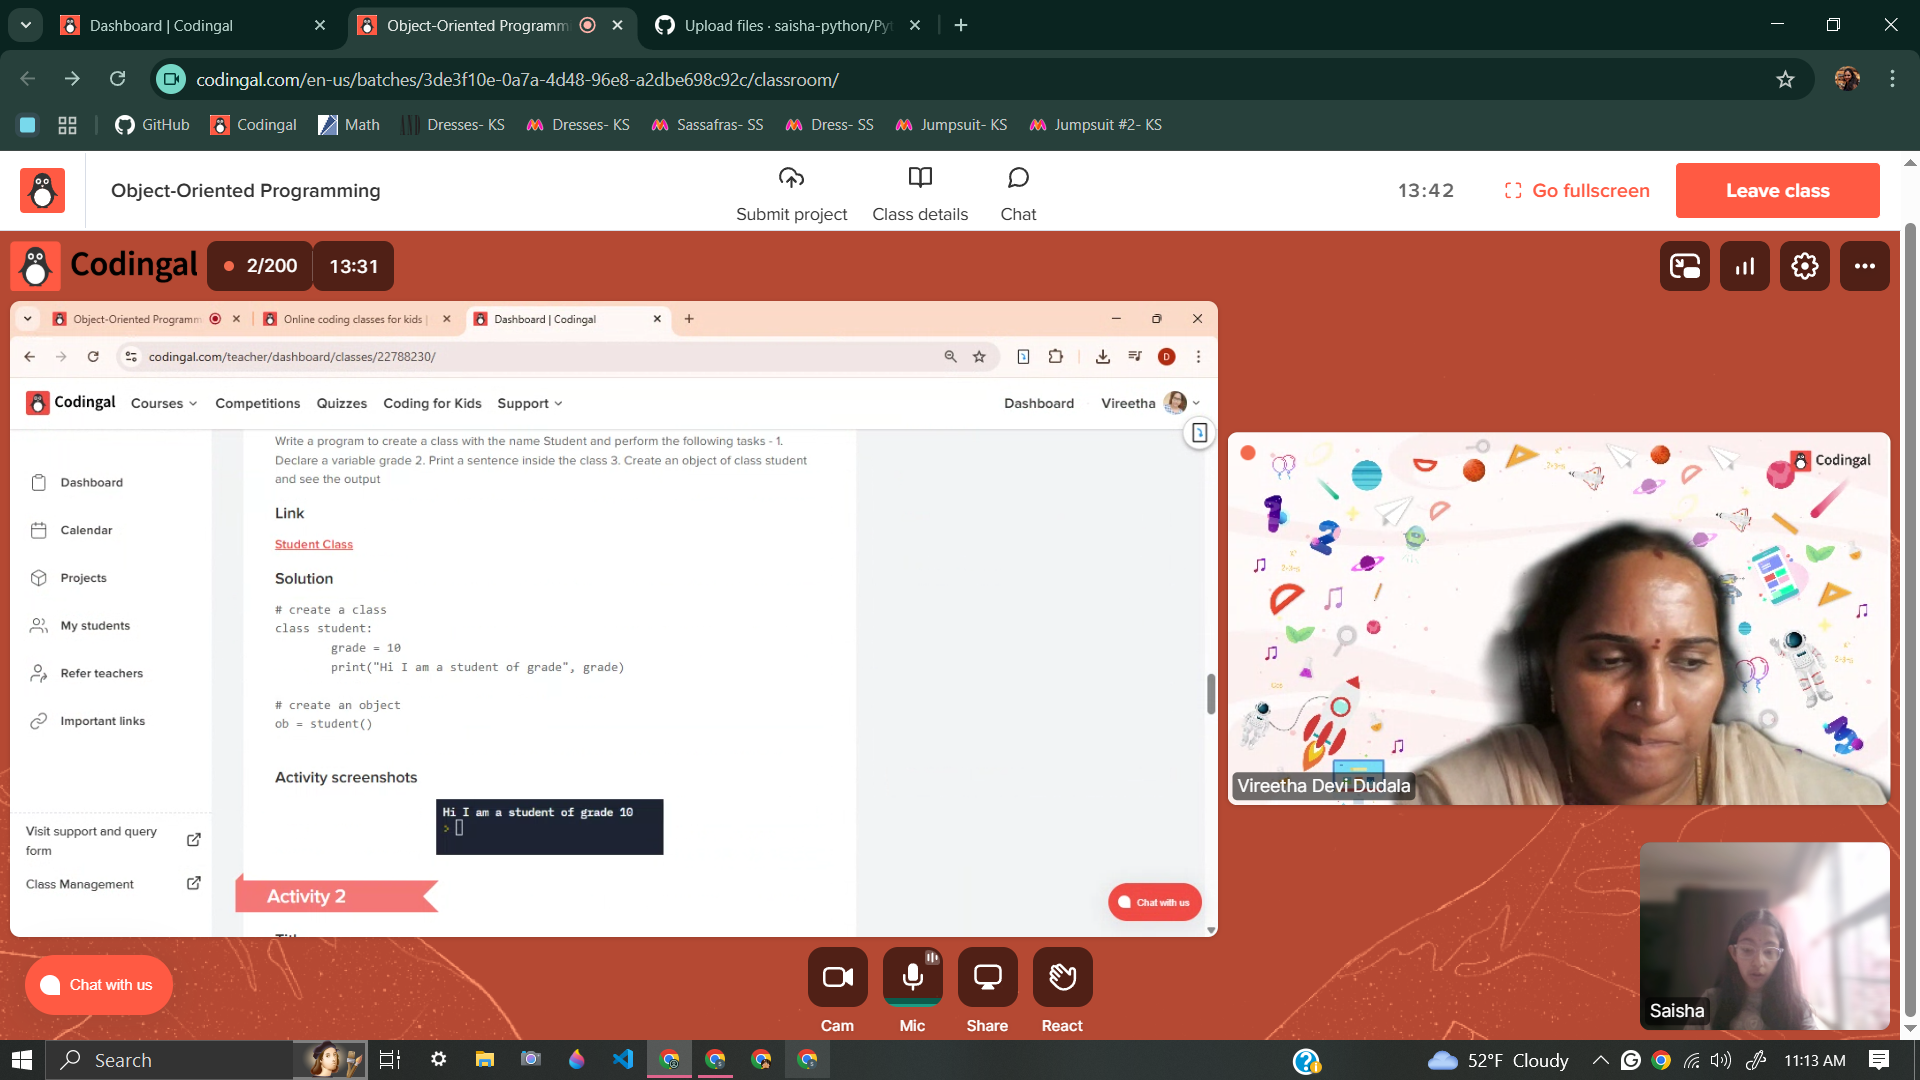 Dashboard | Codingal
Object-Oriented Programm
Upload files · saisha-python/Pyt
codingal.com/en-us/batches/3de3f10e-0a7a-4d48-96e8-a2dbe698c92c/classroom/
GitHub Codingal Math Dresses- KS Dresses- KS Sassafras- SS Dress- SS Jumpsuit- KS Jumpsuit #2- KS
Object-Oriented Programming
Submit project
Class details
Chat
13:42
Go fullscreen
Leave class
Codingal
2/200
13:31
Object-Oriented Programm
Online coding classes for kids |
Dashboard | Codingal
codingal.com/teacher/dashboard/classes/22788230/
D
Codingal
Courses
Competitions
Quizzes
Coding for Kids
Support
Dashboard
Vireetha
Dashboard
Calendar
Projects
My students
Refer teachers
Important links
Visit support and query
form
Class Management
Write a program to create a class with the name Student and perform the following tasks - 1.
Declare a variable grade 2. Print a sentence inside the class 3. Create an object of class student
and see the output
Link
Student Class
Solution
# create a class
class student:
grade = 10
print("Hi I am a student of grade", grade)
# create an object
ob = student()
Activity screenshots
Hi I am a student of grade 10
>
Activity 2
Chat with us
Codingal
1
2
3
Vireetha Devi Dudala
Saisha
Chat with us
Cam
Mic
Share
React
Search
52°F Cloudy
11:13 AM